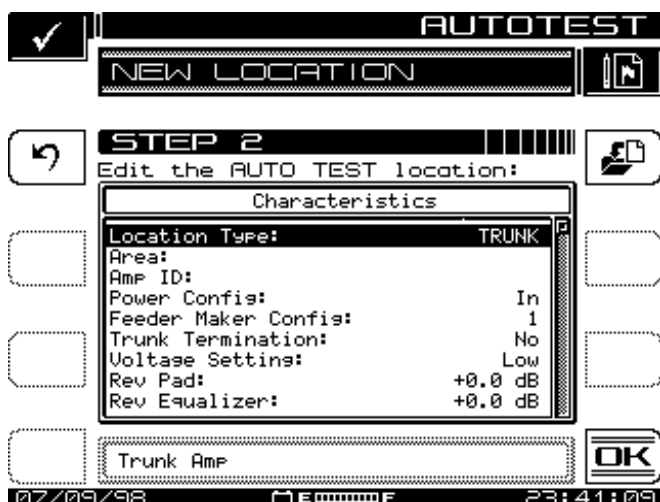 AUTOTEST
NEW LOCATION
STEP 2
Edit the AUTO TEST location:
Characteristics
Location Type: TRUNK
Area:
Amp ID:
Power Config: In
Feeder Maker Config: 1
Trunk Termination: No
Voltage Setting: Low
Rev Pad: +0.0 dB
Rev Equalizer: +0.0 dB
Trunk Amp
OK
07/09/98 E F 23:41:09